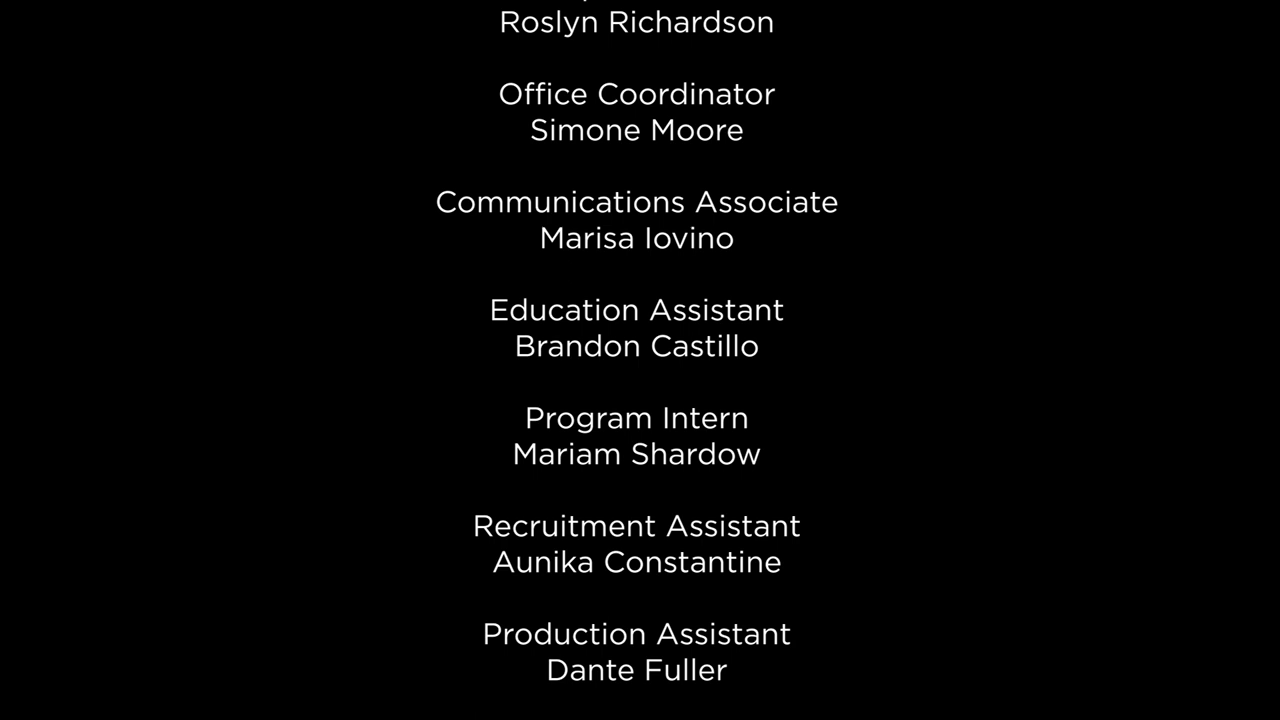 Roslyn Richardson
Office Coordinator
Simone Moore
Communications Associate
Marisa Iovino
Education Assistant
Brandon Castillo
Program Intern
Mariam Shardow
Recruitment Assistant
Aunika Constantine
Production Assistant
Dante Fuller